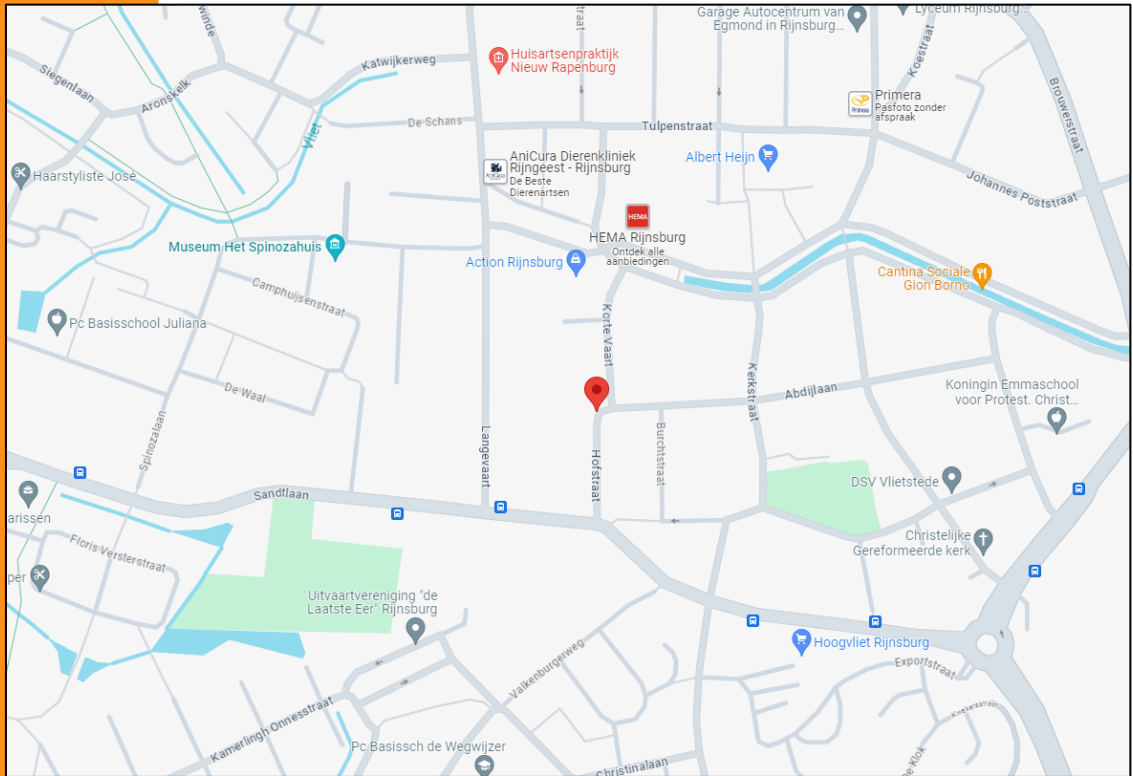 Garage Autocentrum van
Egmond in Rijnsburg...
Lyceum Rijnsburg...
Huisartsenpraktijk
Nieuw Rapenburg
Katwijkerweg
Koestraat
Siegenlaan
Aronskelk
Brouwerstraat
Primera
Pasfoto zonder
afspraak
De Schans
Vliet
Tulpenstraat
AniCura Dierenkliniek
Rijngeest - Rijnsburg
De Beste
Dierenartsen
Albert Heijn
Haarstyliste José
Johannes Poststraat
HEMA
HEMA Rijnsburg
Ontdek alle
aanbiedingen
Museum Het Spinozahuis
Action Rijnsburg
Cantina Sociale
Gion Borno
Camphuijsenstraat
Pc Basisschool Juliana
Korte Vaart
Kerkstraat
De Waal
Abdijlaan
Koningin Emmaschool
voor Protest. Christ...
Spinozalaan
Langevaart
Hofstraat
Burchtstraat
DSV Vlietstede
Sandtlaan
arissen
Floris Versterstraat
Christelijke
Gereformeerde kerk
per
Uitvaartvereniging "de
Laatste Eer" Rijnsburg
Hoogvliet Rijnsburg
Valkenburgerweg
Exportstraat
Kamerlingh Onnesstraat
Pc Basissch de Wegwijzer
Christinalaan